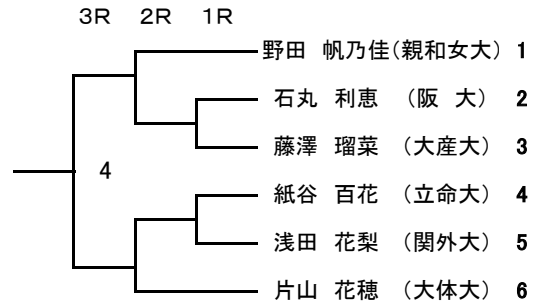 3R 2R 1R
野田 帆乃佳(親和女大) 1
石丸 利恵 (阪 大) 2
藤澤 瑠菜 (大産大) 3
4
紙谷 百花 (立命大) 4
浅田 花梨 (関外大) 5
片山 花穂 (大体大) 6